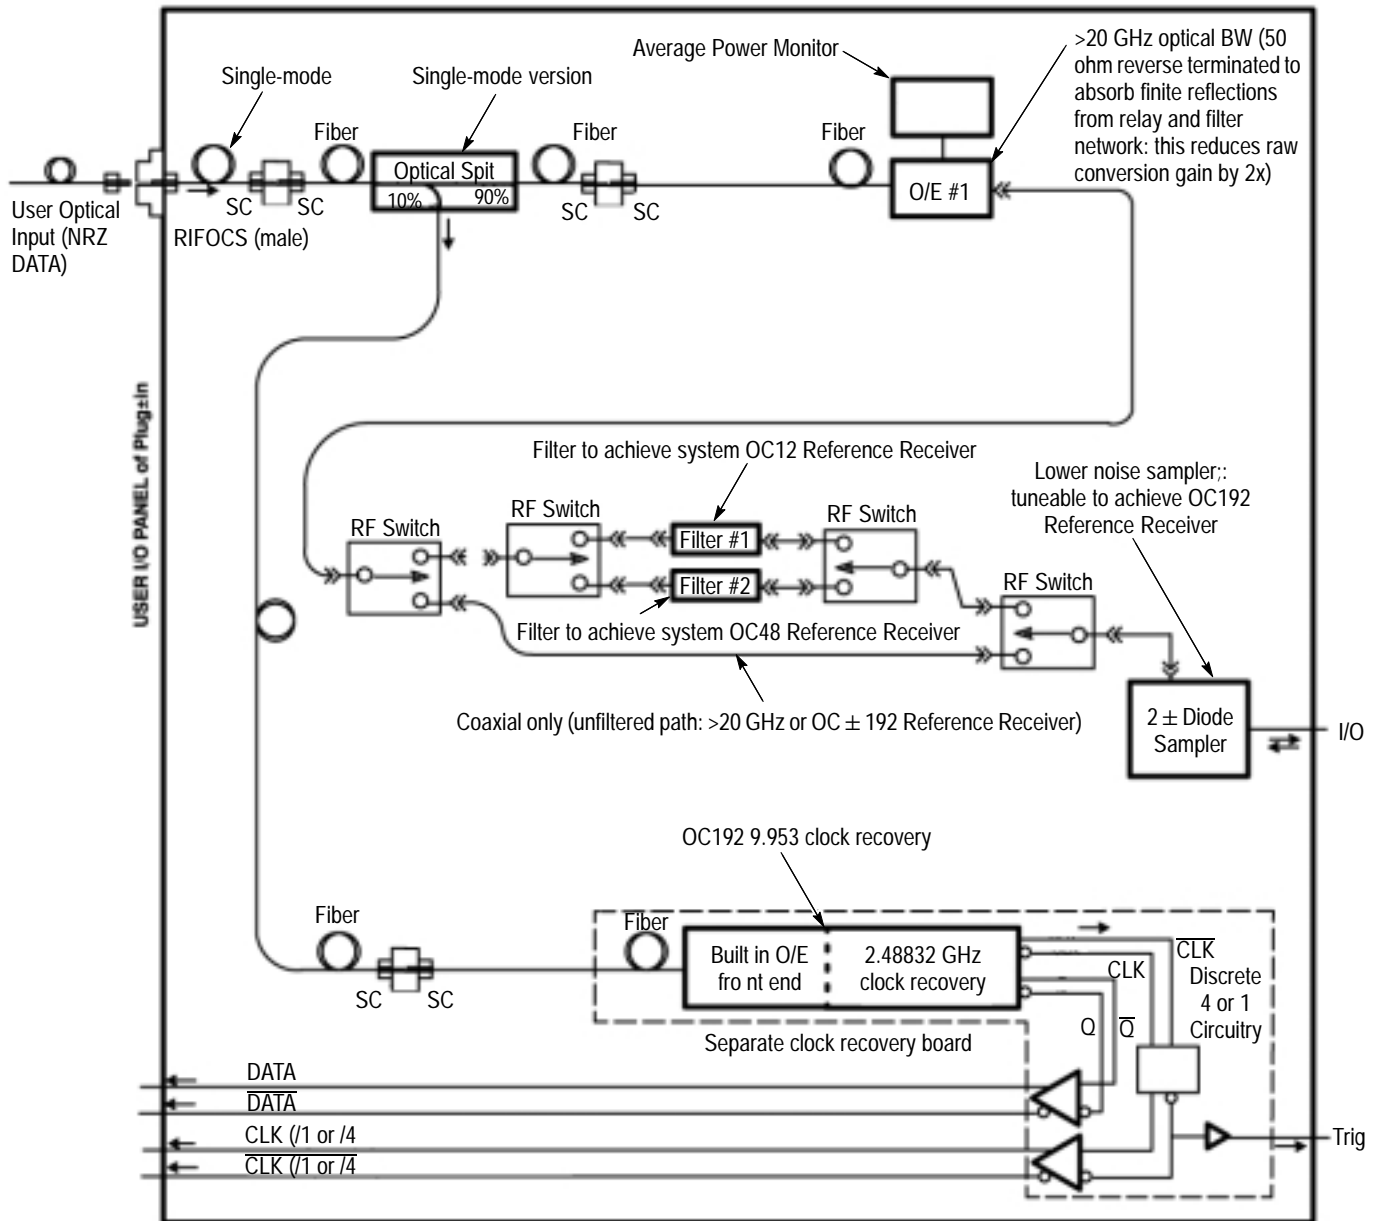 Average Power Monitor
>20 GHz optical BW (50
ohm reverse terminated to
absorb finite reflections
from relay and filter
network: this reduces raw
conversion gain by 2x)
Single-mode
Single-mode version
Fiber
Fiber
Fiber
Optical Spit
10%
90%
O/E #1
SC
SC
SC
SC
User Optical
Input (NRZ
DATA)
RIFOCS (male)
USER I/O PANEL of Plug±in
Filter to achieve system OC12 Reference Receiver
Lower noise sampler;:
tuneable to achieve OC192
Reference Receiver
RF Switch
RF Switch
RF Switch
RF Switch
Filter #1
Filter #2
Filter to achieve system OC48 Reference Receiver
Coaxial only (unfiltered path: >20 GHz or OC ± 192 Reference Receiver)
2 ± Diode
Sampler
I/O
OC192 9.953 clock recovery
Fiber
Fiber
SC
SC
Built in O/E
fro nt end
2.48832 GHz
clock recovery
CLK
CLK
Discrete
4 or 1
Circuitry
Q
Q
Separate clock recovery board
DATA
DATA
CLK (/1 or /4
CLK (/1 or /4
Trig